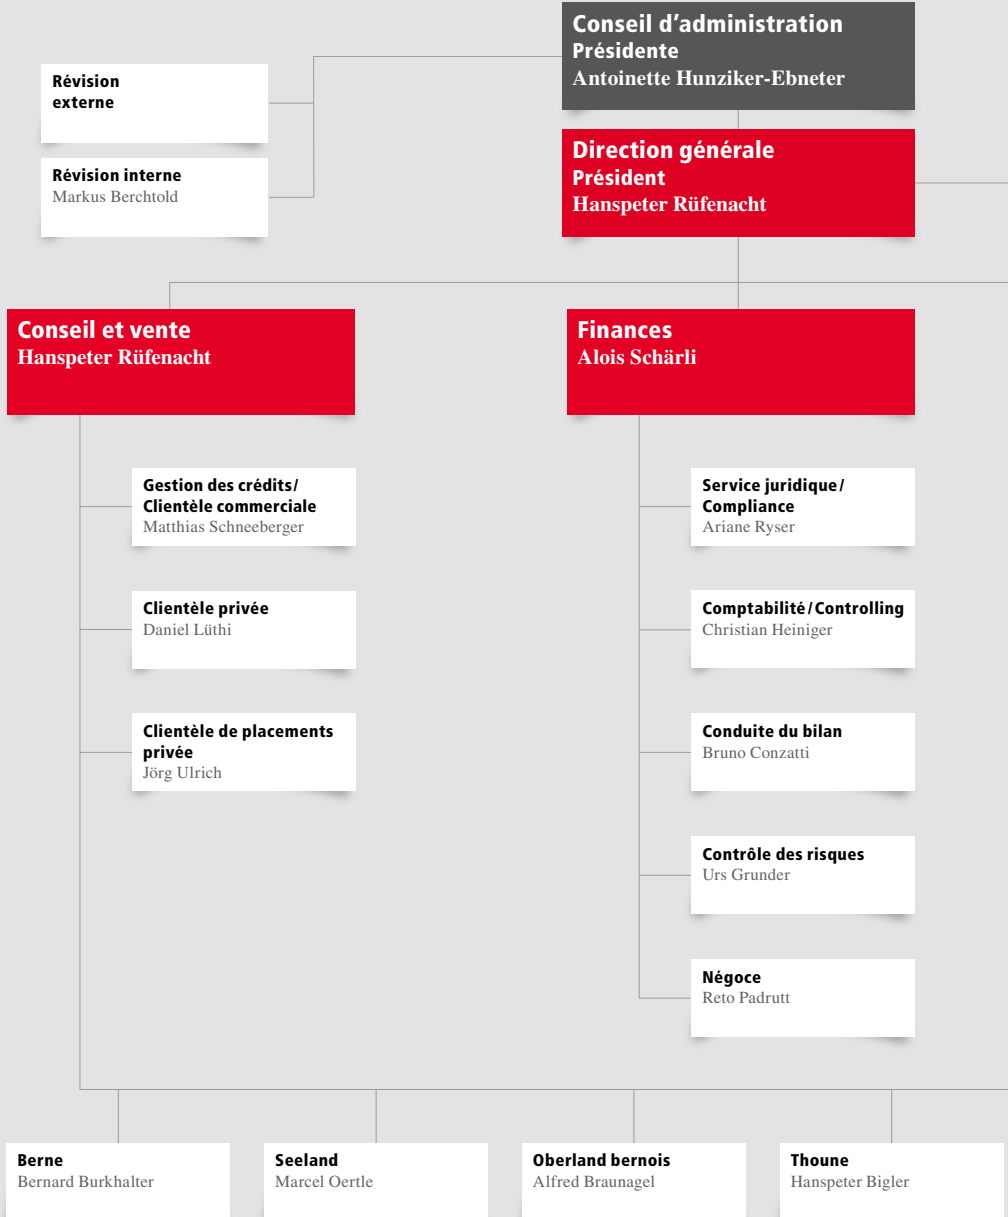 Conseil d’administration
Présidente
Antoinette Hunziker-Ebneter
Révision
externe
Révision interne
Markus Berchtold
Direction générale
Président
Hanspeter Rüfenacht
Conseil et vente
Hanspeter Rüfenacht
Finances
Alois Schärli
Gestion des crédits/
Clientèle commerciale
Matthias Schneeberger
Clientèle privée
Daniel Lüthi
Clientèle de placements
privée
Jörg Ulrich
Service juridique/
Compliance
Ariane Ryser
Comptabilité/Controlling
Christian Heiniger
Conduite du bilan
Bruno Conzatti
Contrôle des risques
Urs Grunder
Négoce
Reto Padrutt
Berne
Bernard Burkhalter
Seeland
Marcel Oertle
Oberland bernois
Alfred Braunagel
Thoune
Hanspeter Bigler